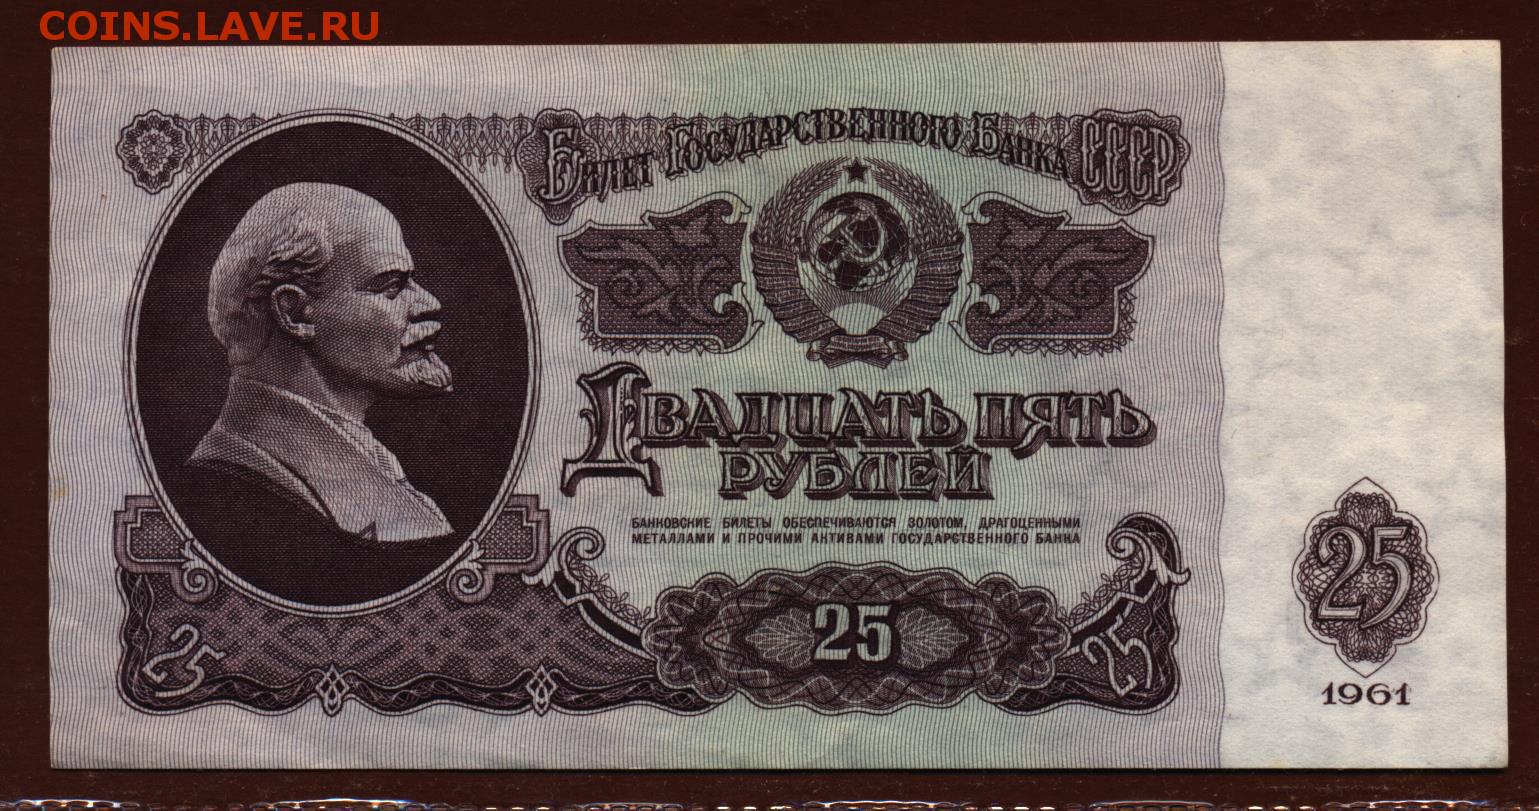 COINS.LAVE.RU
Билет Государственного Банка СССР
Двадцать пять
рублей
БАНКОВСКИЕ БИЛЕТЫ ОБЕСПЕЧИВАЮТСЯ ЗОЛОТОМ, ДРАГОЦЕННЫМИ
МЕТАЛЛАМИ И ПРОЧИМИ АКТИВАМИ ГОСУДАРСТВЕННОГО БАНКА
25
25
25
25
1961